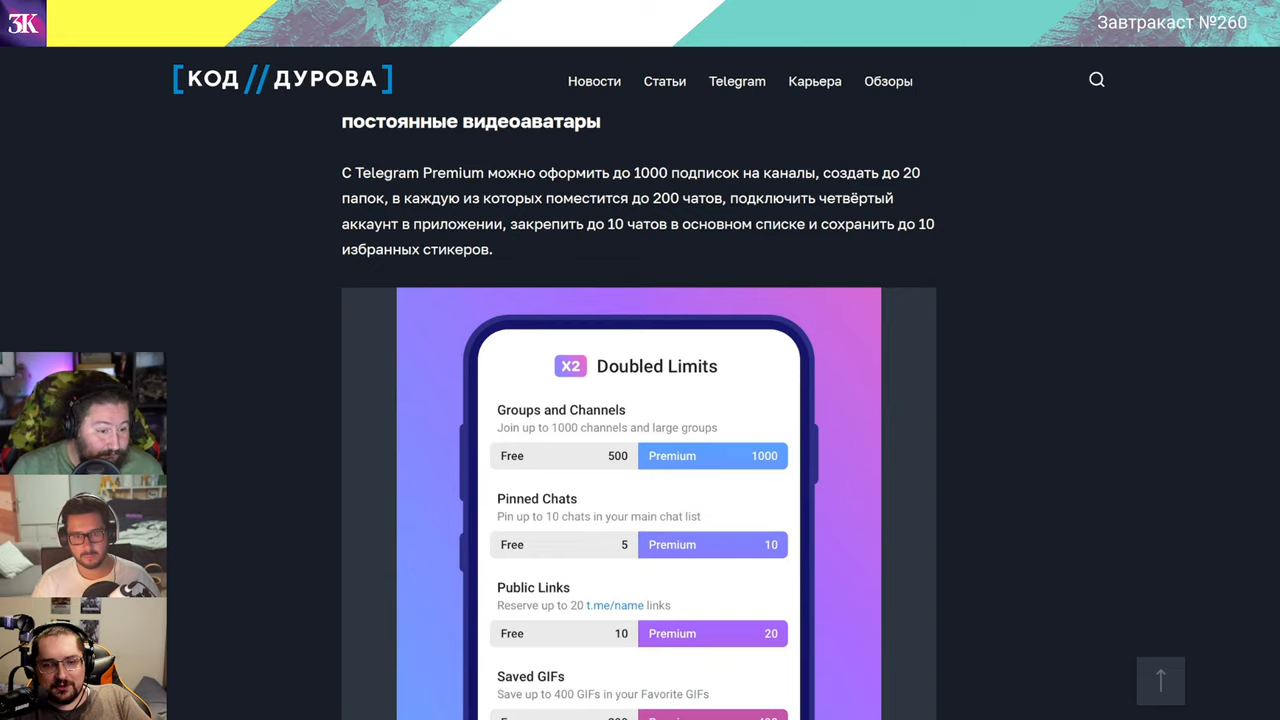 3K
Завтракаст №260
[КОД//ДУРОВА]
Новости Статьи Telegram Карьера Обзоры
постоянные видеоаватары
С Telegram Premium можно оформить до 1000 подписок на каналы, создать до 20
папок, в каждую из которых поместится до 200 чатов, подключить четвёртый
аккаунт в приложении, закрепить до 10 чатов в основном списке и сохранить до 10
избранных стикеров.
X2 Doubled Limits
Groups and Channels
Join up to 1000 channels and large groups
Free 500 Premium 1000
Pinned Chats
Pin up to 10 chats in your main chat list
Free 5 Premium 10
Public Links
Reserve up to 20 t.me/name links
Free 10 Premium 20
Saved GIFs
Save up to 400 GIFs in your Favorite GIFs